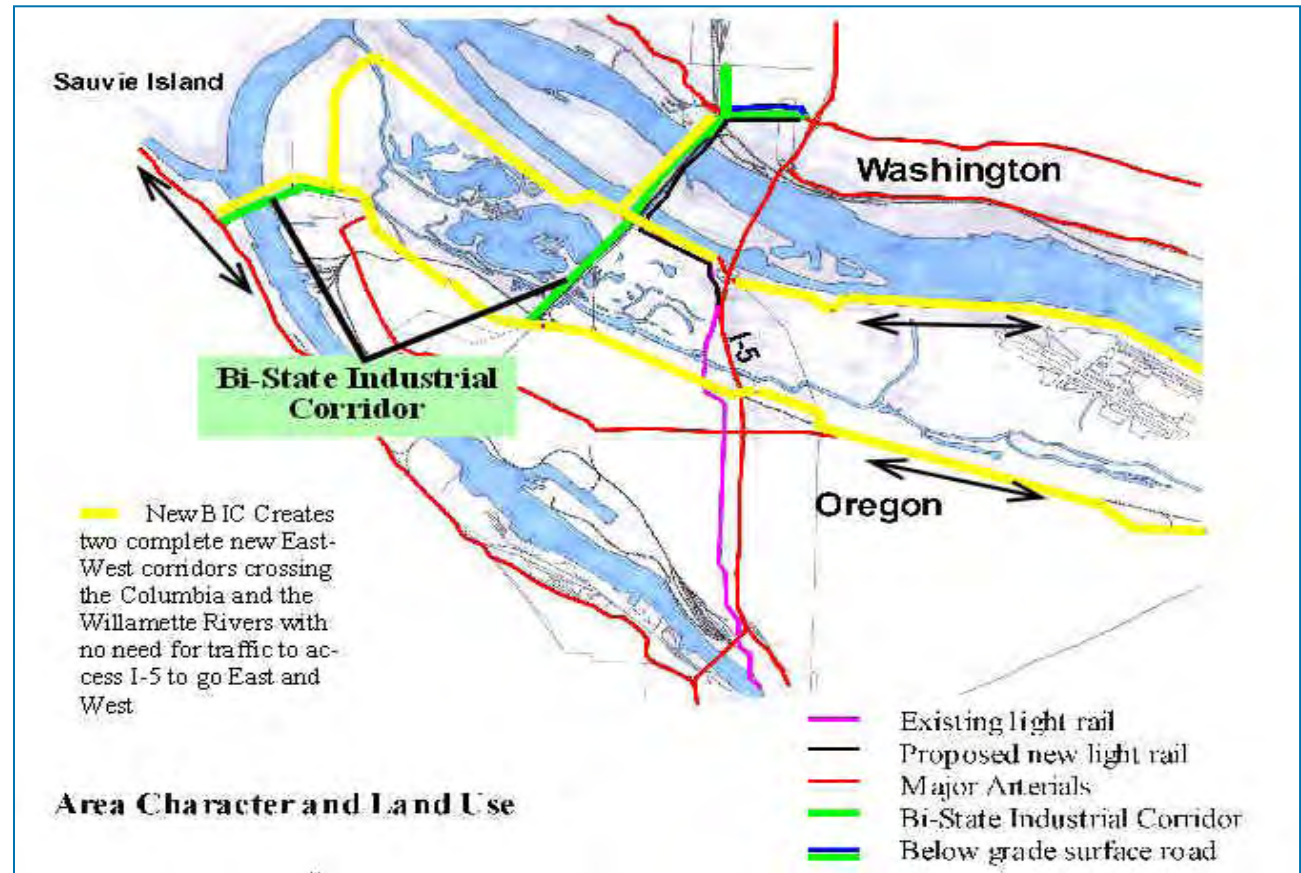 Sauvie Island
Washington
I-5
Bi-State Industrial
Corridor
Oregon
New BIC Creates
two complete new East-
West corridors crossing
the Columbia and the
Willamette Rivers with
no need for traffic to ac-
cess I-5 to go East and
West
Existing light rail
Proposed new light rail
Major Arterials
Bi-State Industrial Corridor
Below grade surface road
Area Character and Land Use